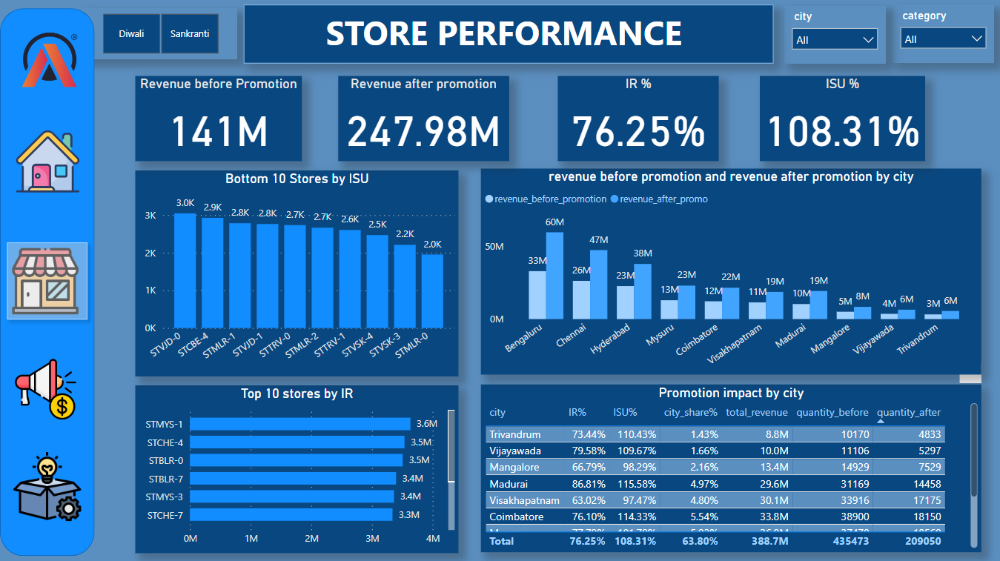 Diwali
Sankranti
STORE PERFORMANCE
city
All
category
All
®
Revenue before Promotion
141M
Revenue after promotion
247.98M
IR %
76.25%
ISU %
108.31%
Bottom 10 Stores by ISU
3K
2K
1K
0K
3.0K
2.9K
2.8K
2.8K
2.7K
2.7K
2.6K
2.5K
2.2K
2.0K
STVJD-0
STCBE-4
STMLR-1
STVJD-1
STTRV-0
STMLR-2
STTRV-1
STVSK-4
STVSK-3
STMLR-0
revenue before promotion and revenue after promotion by city
revenue_before_promotion
revenue_after_promo
50M
0M
33M
60M
26M
47M
23M
38M
13M
23M
12M
22M
11M
19M
10M
19M
5M
8M
4M
6M
3M
6M
Bengaluru
Chennai
Hyderabad
Mysuru
Coimbatore
Visakhapatnam
Madurai
Mangalore
Vijayawada
Trivandrum
Top 10 stores by IR
STMYS-1 3.6M
STCHE-4 3.5M
STBLR-0 3.5M
STBLR-7 3.4M
STMYS-3 3.4M
STCHE-7 3.3M
0M 1M 2M 3M 4M
Promotion impact by city
city IR% ISU% city_share% total_revenue quantity_before quantity_after
Trivandrum 73.44% 110.43% 1.43% 8.8M 10170 4833
Vijayawada 79.58% 109.67% 1.66% 10.0M 11106 5297
Mangalore 66.79% 98.29% 2.16% 13.4M 14929 7529
Madurai 86.81% 115.58% 4.97% 29.6M 31169 14458
Visakhapatnam 63.02% 97.47% 4.80% 30.1M 33916 17175
Coimbatore 76.10% 114.33% 5.54% 33.8M 38900 18150
Total 76.25% 108.31% 63.80% 388.7M 435473 209050